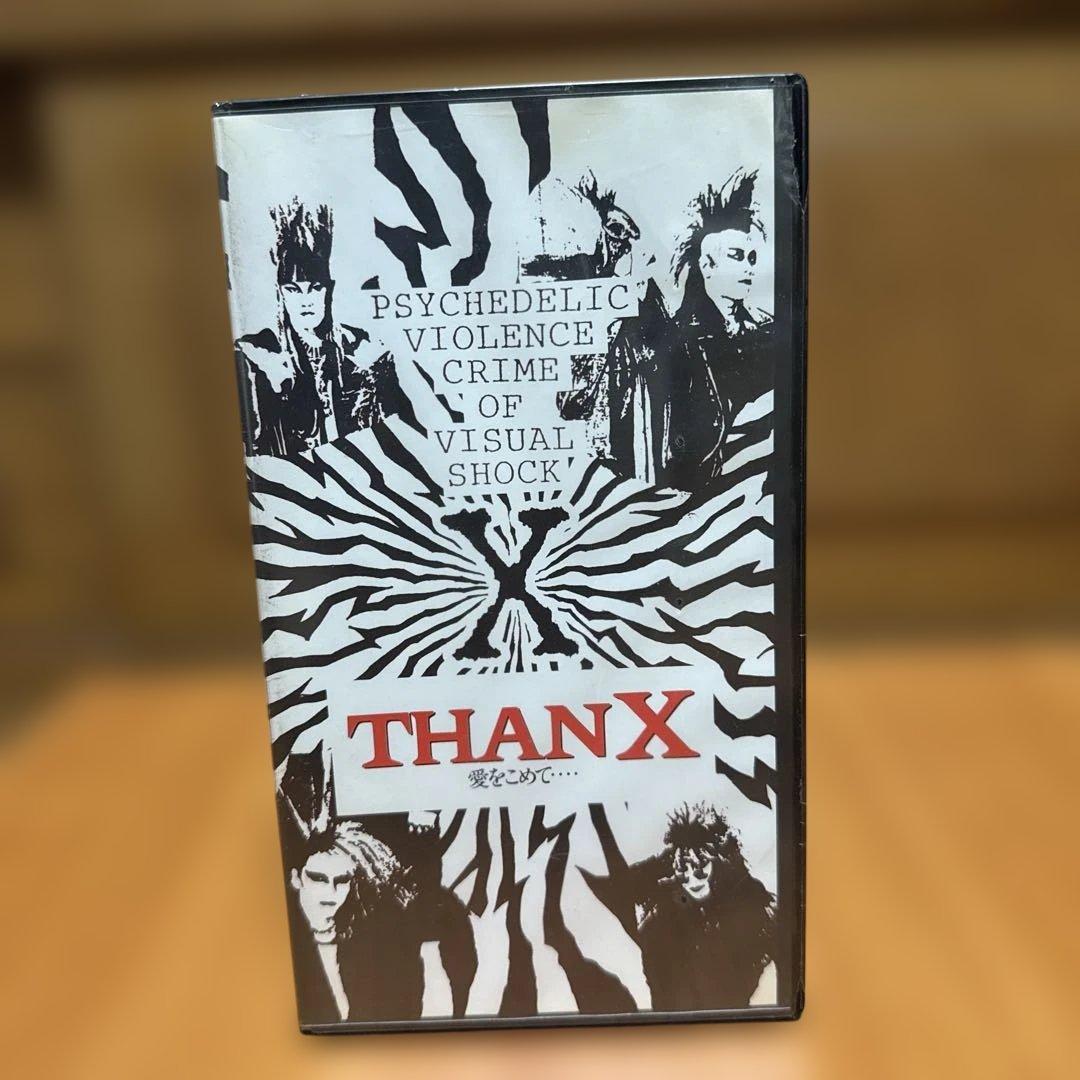 PSYCHEDELIC
VIOLENCE
CRIME
OF
VISUAL
SHOCK
X
THANX
愛をこめて‥‥